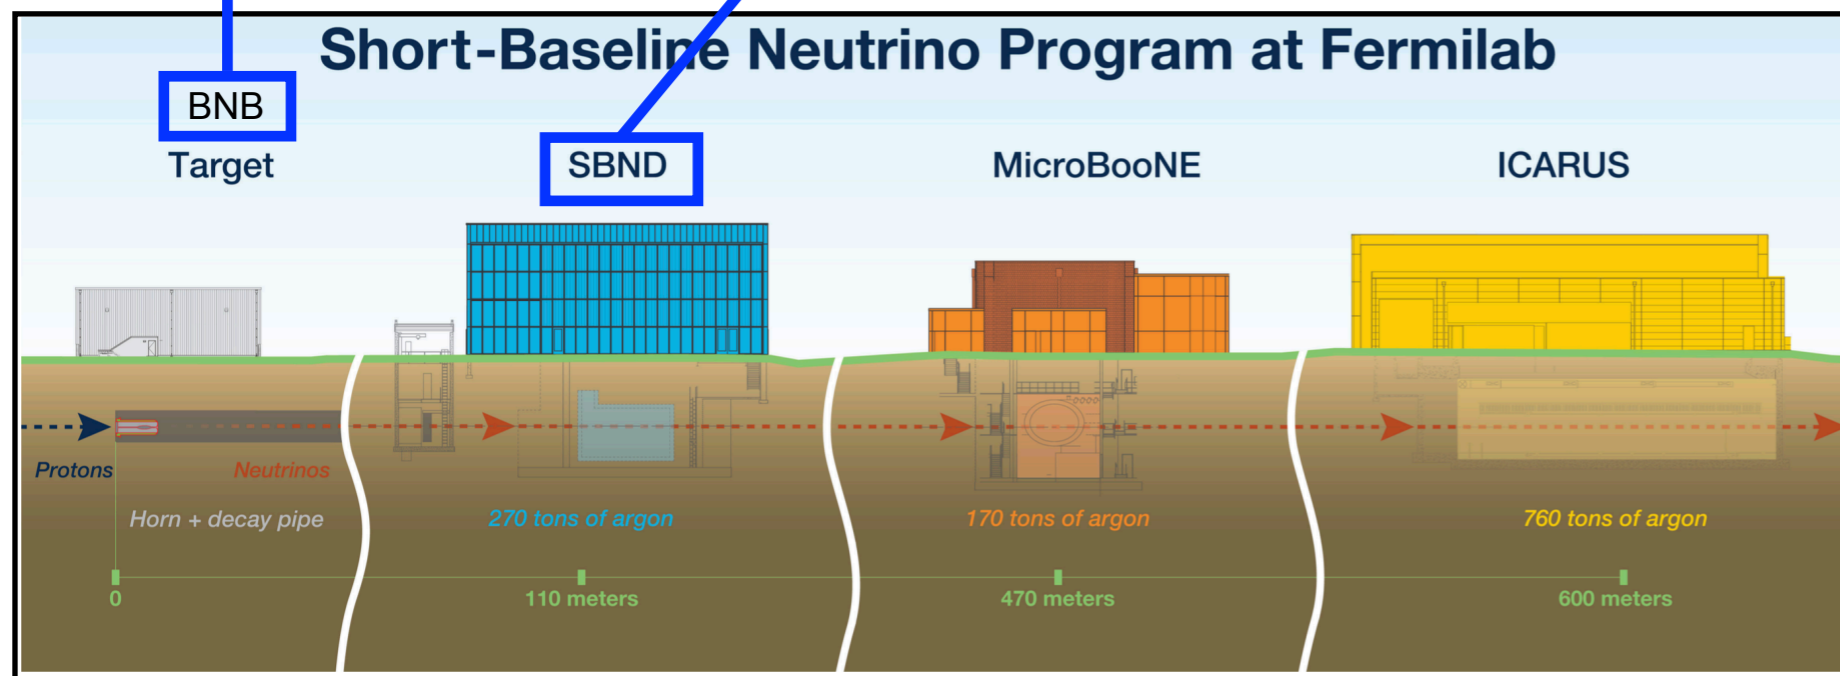 Short-Baseline Neutrino Program at Fermilab
BNB
Target
SBND
MicroBooNE
ICARUS
Protons
Neutrinos
Horn + decay pipe
270 tons of argon
170 tons of argon
760 tons of argon
0
110 meters
470 meters
600 meters